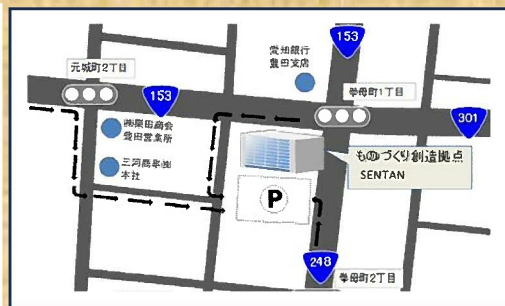 153
愛知銀行
豊田支店
元城町2丁目
153
挙母町1丁目
301
㈱栗田商会
豊田営業所
三河商事㈱
本社
ものづくり創造拠点
SENTAN
P
248
挙母町2丁目